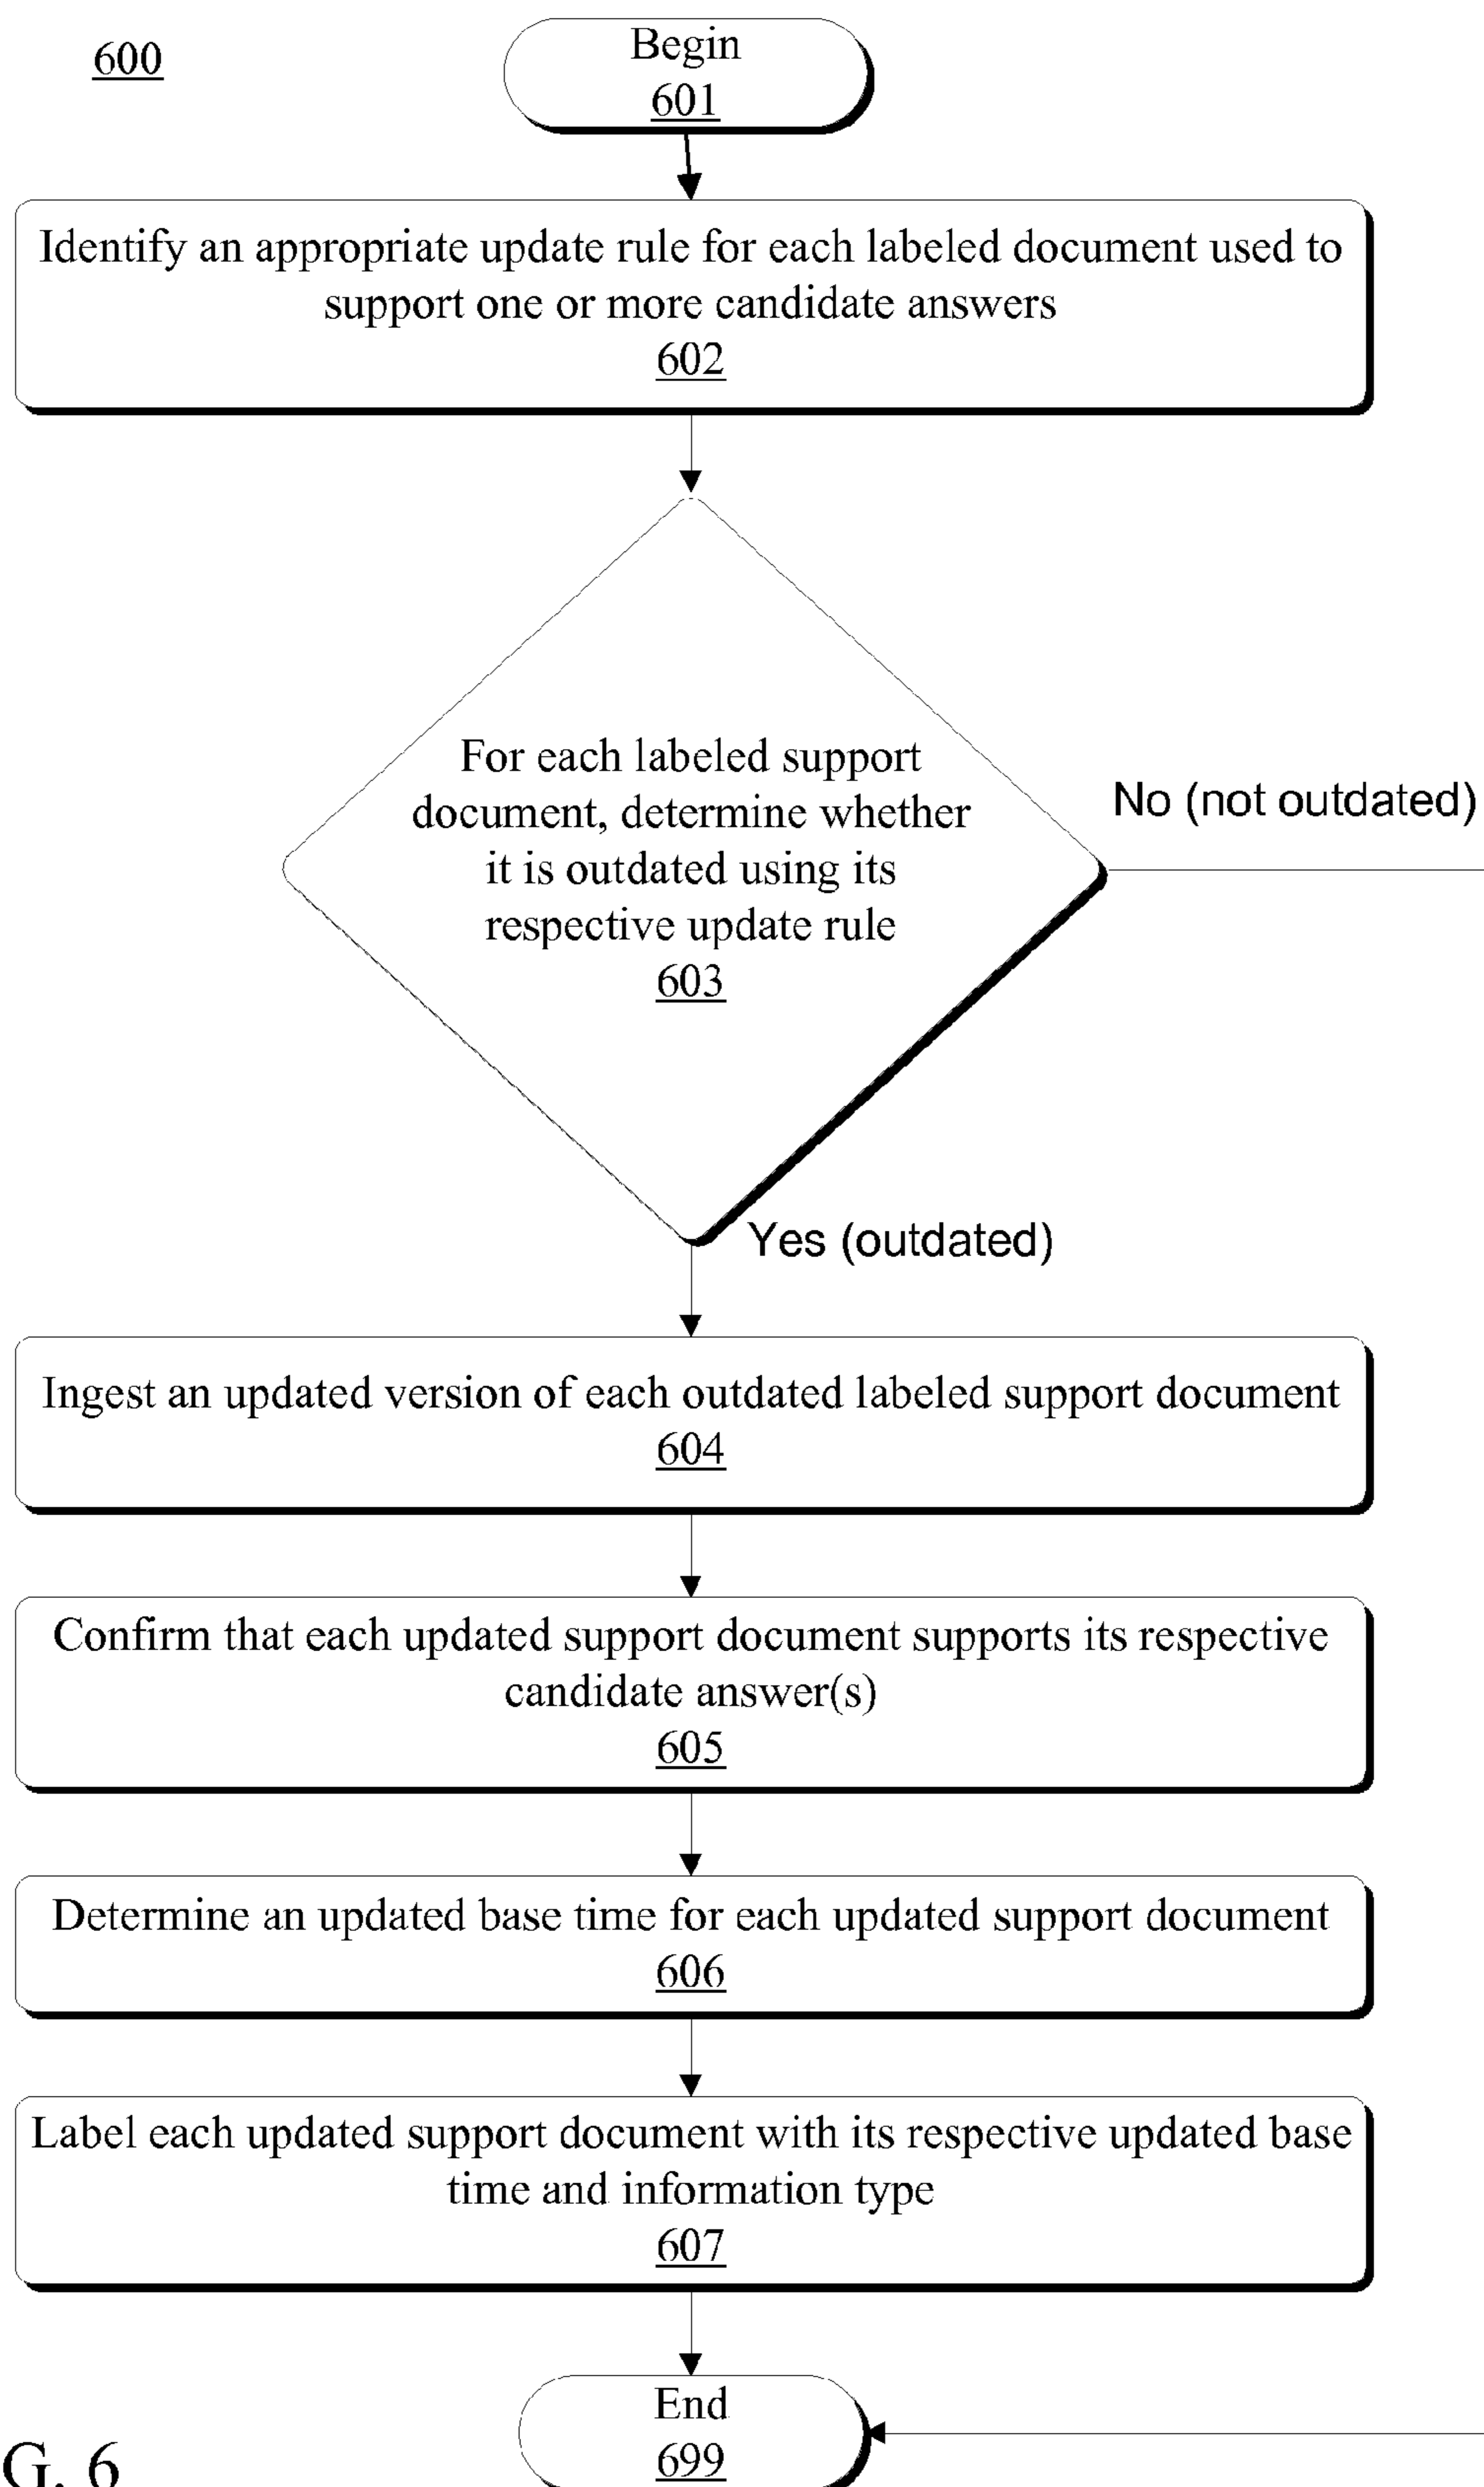 600
Begin
601
Identify an appropriate update rule for each labeled document used to
support one or more candidate answers
602
For each labeled support
document, determine whether
it is outdated using its
respective update rule
603
No (not outdated)
Yes (outdated)
Ingest an updated version of each outdated labeled support document
604
Confirm that each updated support document supports its respective
candidate answer(s)
605
Determine an updated base time for each updated support document
606
Label each updated support document with its respective updated base
time and information type
607
End
699
G. 6